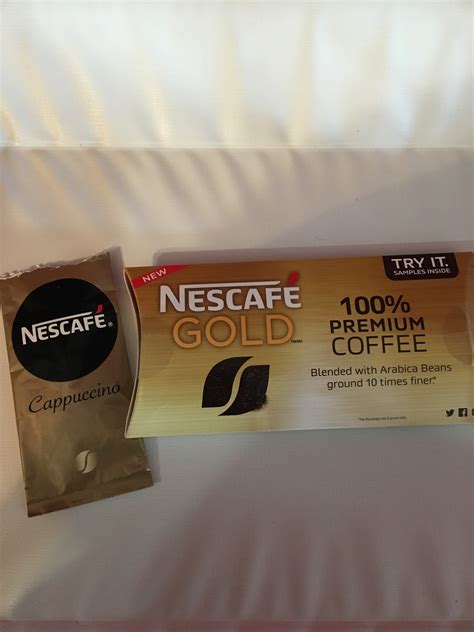 NESCAFÉ®
Cappuccino
NEW
NESCAFÉ
GOLD
TRY IT.
SAMPLES INSIDE
100%
PREMIUM
COFFEE
Blended with Arabica Beans
ground 10 times finer.*